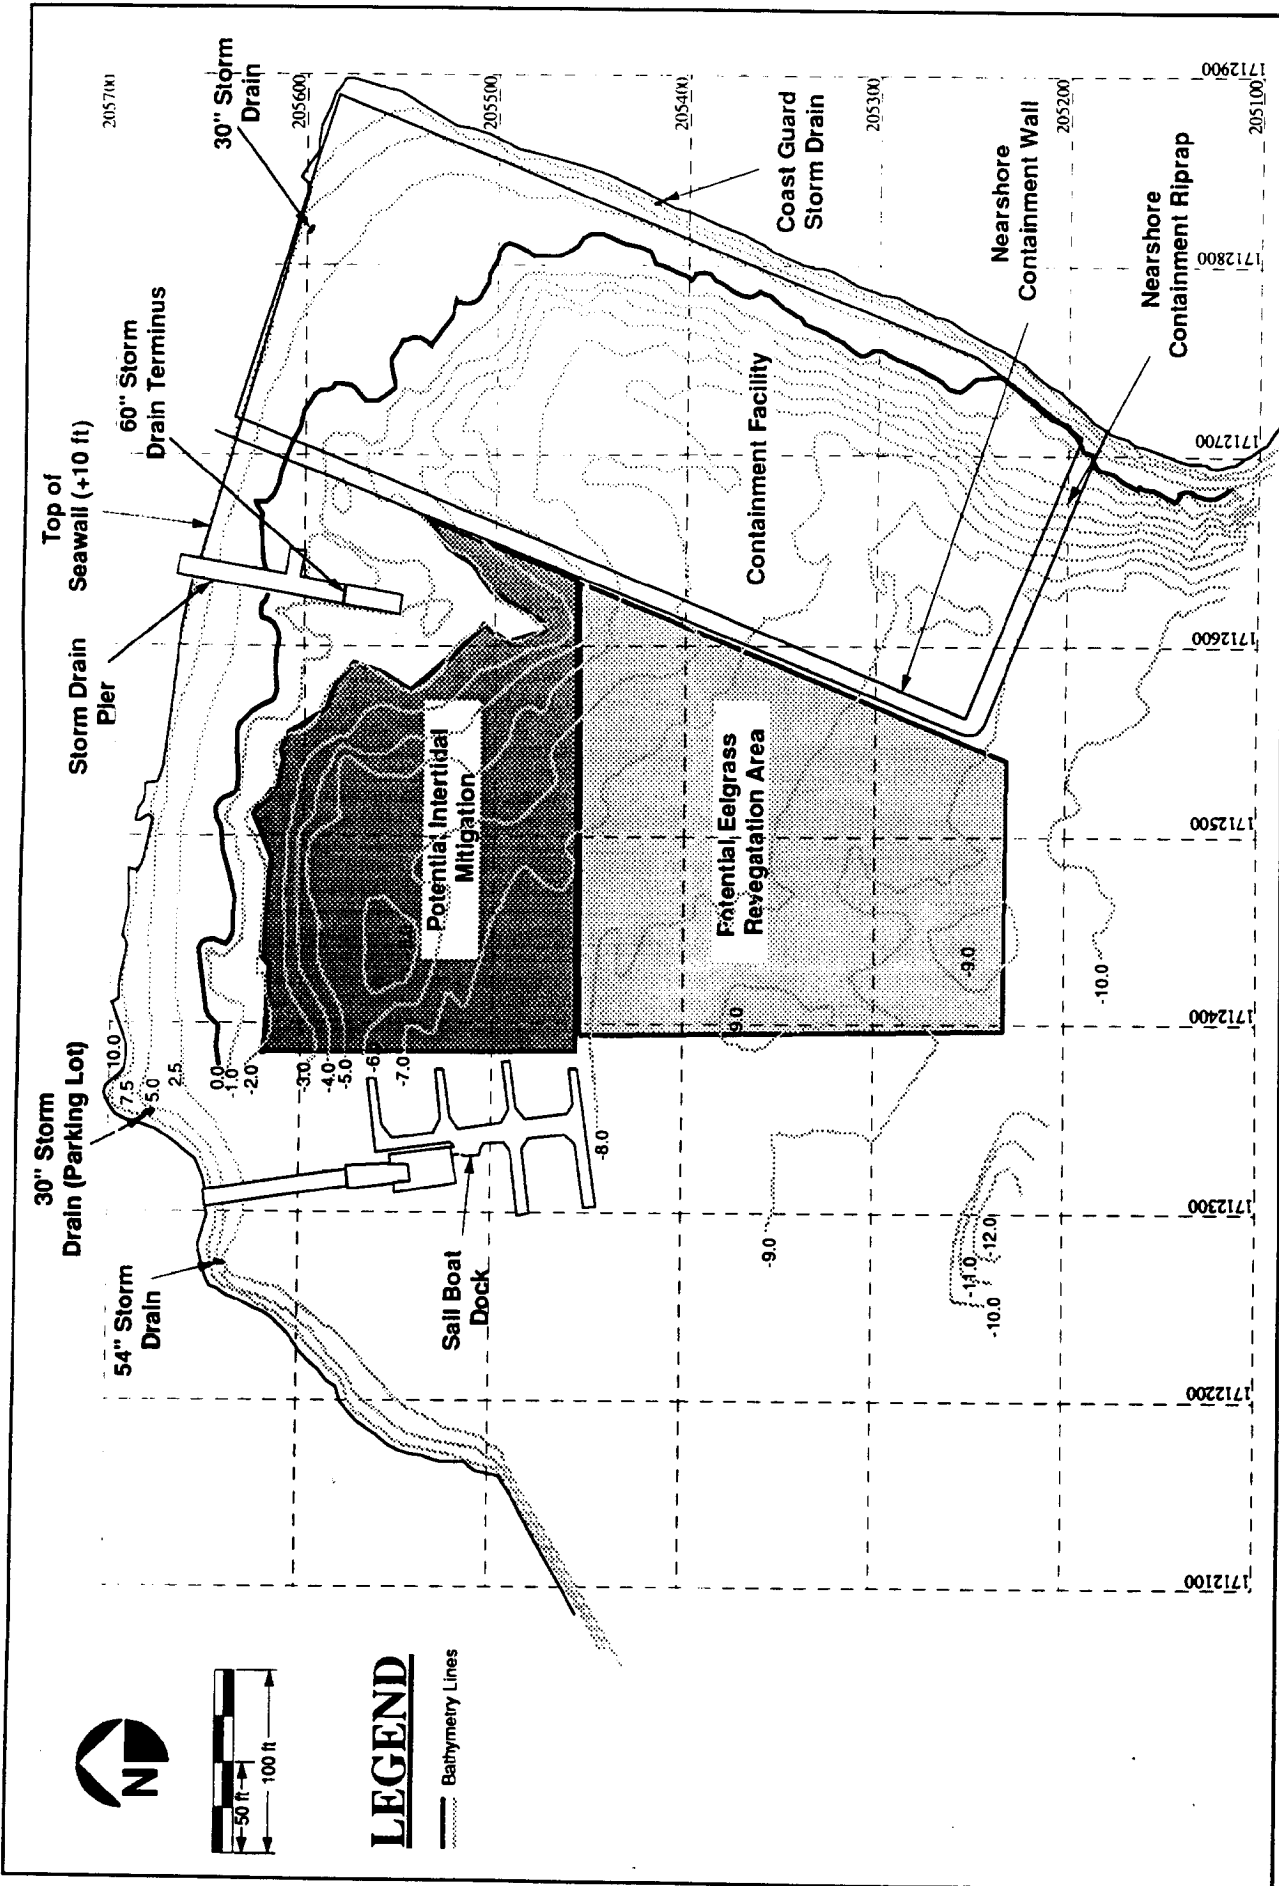 30" Storm
Drain (Parking Lot)
54" Storm
Drain
Storm Drain
Pier
Top of
Seawall (+10 ft)
60" Storm
Drain Terminus
30" Storm
Drain
205700
205600
205500
205400
205300
205200
205100
10.0
7.5
5.0
2.5
0.0
-1.0
-2.0
-3.0
-4.0
-5.0
-6.
-7.0
-8.0
Potential Intertidal
Mitigation
Potential Eelgrass
Revegatation Area
Containment Facility
Coast Guard
Storm Drain
Nearshore
Containment Wall
Nearshore
Containment Riprap
Sail Boat
Dock
-9.0
9.0
-9.0
-10.0
-10.0
-11.0
-12.0
1712100
1712200
1712300
1712400
1712500
1712600
1712700
1712800
1712900
N
50 ft
100 ft
LEGEND
Bathymetry Lines